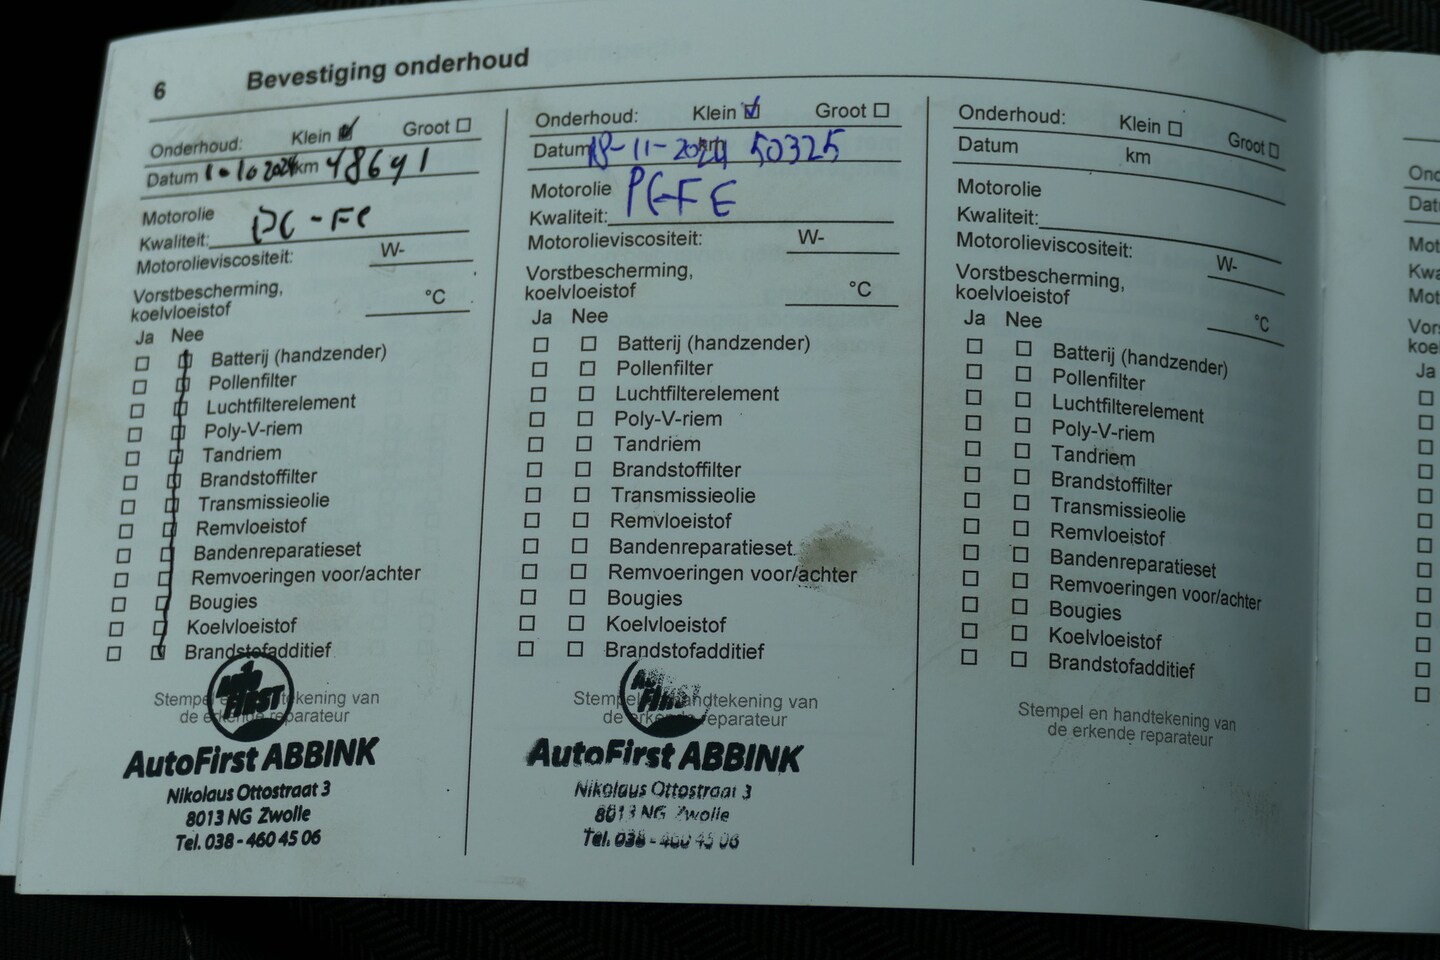 6 Bevestiging onderhoud
Onderhoud: Klein Groot
Datum 1-10 2024 km 48691
Motorolie
Kwaliteit:
Motorolieviscositeit: W-
Vorstbescherming,
koelvloeistof °C
Ja Nee
Batterij (handzender)
Pollenfilter
Luchtfilterelement
Poly-V-riem
Tandriem
Brandstoffilter
Transmissieolie
Remvloeistof
Bandenreparatieset
Remvoeringen voor/achter
Bougies
Koelvloeistof
Brandstofadditief
Stempel en handtekening van
de erkende reparateur
AutoFirst ABBINK
Nikolaus Ottostraat 3
8013 NG Zwolle
Tel. 038-460 45 06
Onderhoud: Klein Groot
Datum 18-11-2024 50325
Motorolie
Kwaliteit: PC-FE
Motorolieviscositeit: W-
Vorstbescherming,
koelvloeistof °C
Ja Nee
Batterij (handzender)
Pollenfilter
Luchtfilterelement
Poly-V-riem
Tandriem
Brandstoffilter
Transmissieolie
Remvloeistof
Bandenreparatieset
Remvoeringen voor/achter
Bougies
Koelvloeistof
Brandstofadditief
Stempel en handtekening van
de erkende reparateur
AutoFirst ABBINK
Nikolaus Ottostraat 3
8013 NG Zwolle
Tel. 038-460 45 06
Onderhoud: Klein Groot
Datum km
Motorolie
Kwaliteit:
Motorolieviscositeit: W-
Vorstbescherming,
koelvloeistof °C
Ja Nee
Batterij (handzender)
Pollenfilter
Luchtfilterelement
Poly-V-riem
Tandriem
Brandstoffilter
Transmissieolie
Remvloeistof
Bandenreparatieset
Remvoeringen voor/achter
Bougies
Koelvloeistof
Brandstofadditief
Stempel en handtekening van
de erkende reparateur
Ja